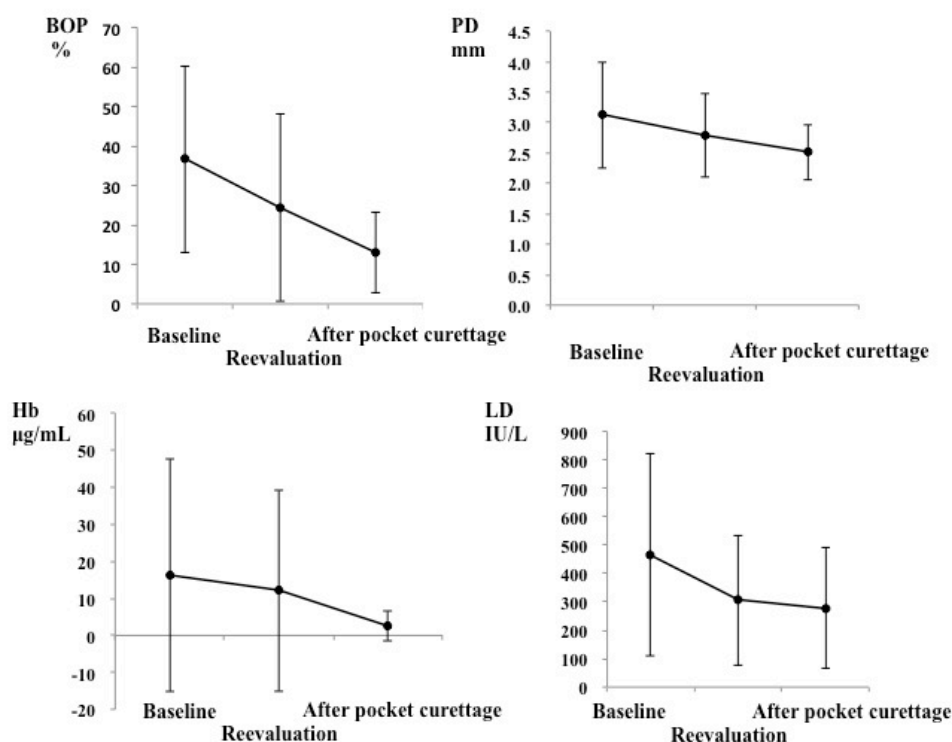 BOP
%
70
60
50
40
30
20
10
0
Baseline
After pocket curettage
Reevaluation
PD
mm
4.5
4.0
3.5
3.0
2.5
2.0
1.5
1.0
0.5
0.0
Baseline
After pocket curettage
Reevaluation
Hb
µg/mL
60
50
40
30
20
10
0
-10
-20
Baseline
After pocket curettage
Reevaluation
LD
IU/L
900
800
700
600
500
400
300
200
100
0
Baseline
After pocket curettage
Reevaluation